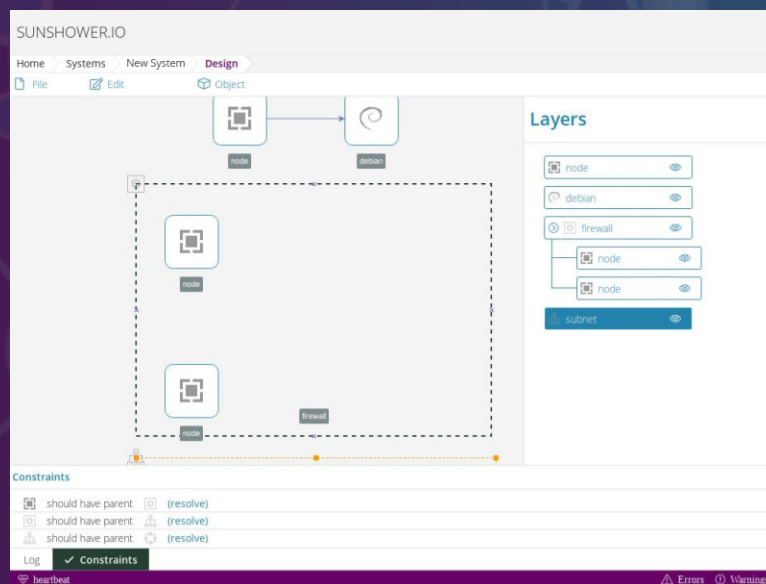 SUNSHOWER.IO
Home Systems New System Design
File Edit Object
node debian
Layers
node
debian
firewall
node
node
subnet
node
node
firewall
Constraints
should have parent (resolve)
should have parent (resolve)
should have parent (resolve)
Log ✓ Constraints
heartbeat Errors Warning